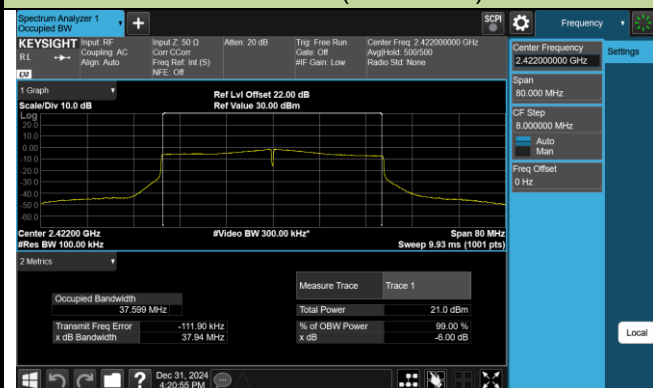 Spectrum Analyzer 1
Occupied BW
SCPI
Frequency
KEYSIGHT
R L
LXI
Input: RF
Coupling: AC
Align: Auto
Input Z: 50 Ω
Corr CCorr
Freq Ref: Int (S)
NFE: Off
Atten: 20 dB
Trig: Free Run
Gate: Off
#IF Gain: Low
Center Freq: 2.422000000 GHz
Avg|Hold: 500/500
Radio Std: None
Center Frequency
2.422000000 GHz
Settings
Span
80.000 MHz
CF Step
8.000000 MHz
Auto
Man
Freq Offset
0 Hz
Local
1 Graph
Scale/Div 10.0 dB
Ref Lvl Offset 22.00 dB
Ref Value 30.00 dBm
Log
20.0
10.0
0.00
-10.0
-20.0
-30.0
-40.0
-50.0
-60.0
Center 2.42200 GHz
#Res BW 100.00 kHz
#Video BW 300.00 kHz*
Span 80 MHz
Sweep 9.93 ms (1001 pts)
2 Metrics
Measure Trace Trace 1
Occupied Bandwidth
37.599 MHz
Total Power 21.0 dBm
Transmit Freq Error -111.90 kHz
% of OBW Power 99.00 %
x dB Bandwidth 37.94 MHz
x dB -6.00 dB
?
Dec 31, 2024
4:20:55 PM